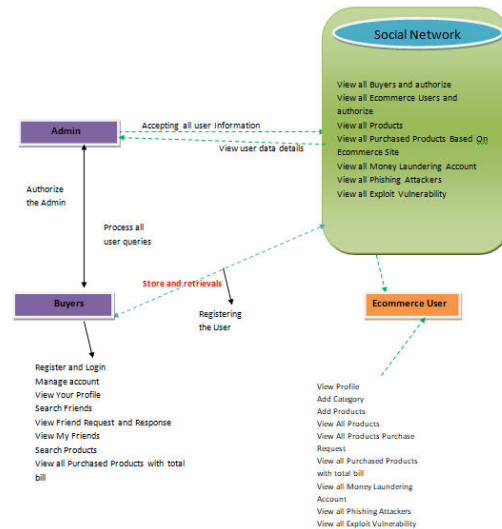 Social Network
View all Buyers and authorize
View all Ecommerce Users and
authorize
View all Products
View all Purchased Products Based On
Ecommerce Site
View all Money Laundering Account
View all Phishing Attackers
View all Exploit Vulnerability
Admin
Accepting all user Information
View user data details
Authorize
the Admin
Process all
user queries
Store and retrievals
Buyers
Registering
the User
Ecommerce User
Register and Login
Manage account
View Your Profile
Search Friends
View Friend Request and Response
View My Friends
Search Products
View all Purchased Products with total
bill
View Profile
Add Category
Add Products
View All Products
View All Products Purchase
Request
View all Purchased Products
with total bill
View all Money Laundering
Account
View all Phishing Attackers
View all Exploit Vulnerability